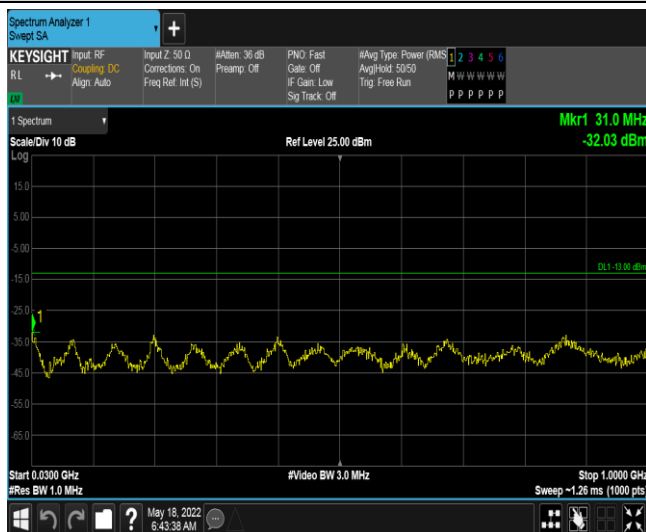 Spectrum Analyzer 1
Swept SA
+
KEYSIGHT
RL
Input: RF
Coupling: DC
Align: Auto
Input Z: 50 Ω
Corrections: On
Freq Ref: Int (S)
#Atten: 36 dB
Preamp: Off
PNO: Fast
Gate: Off
IF Gain: Low
Sig Track: Off
#Avg Type: Power (RMS
Avg|Hold: 50/50
Trig: Free Run
1 2 3 4 5 6
M W W W W W
P P P P P P
LXI
1 Spectrum
Scale/Div 10 dB
Ref Level 25.00 dBm
Mkr1 31.0 MHz
-32.03 dBm
Log
15.0
5.00
-5.00
DL1 -13.00 dBm
-15.0
-25.0
1
-35.0
-45.0
-55.0
-65.0
Start 0.0300 GHz
#Video BW 3.0 MHz
Stop 1.0000 GHz
#Res BW 1.0 MHz
Sweep ~1.26 ms (1000 pts)
?
May 18, 2022
6:43:38 AM